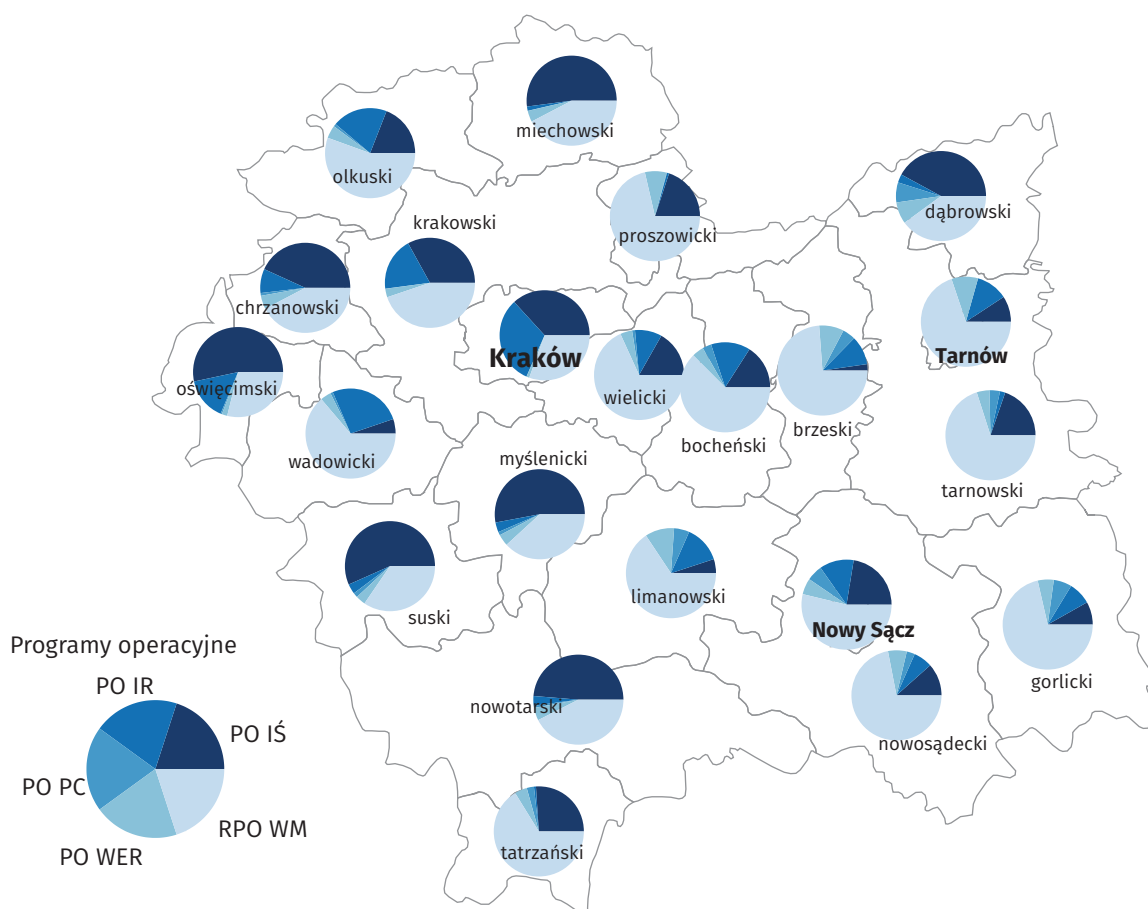 miechowski
olkuski
dąbrowski
krakowski
proszowicki
chrzanowski
Kraków
Tarnów
oświęcimski
wielicki
brzeski
bocheński
wadowicki
myślenicki
tarnowski
limanowski
suski
Nowy Sącz
Programy operacyjne
gorlicki
PO IR
nowotarski
PO IŚ
nowosądecki
PO PC
RPO WM
PO WER
tatrzański